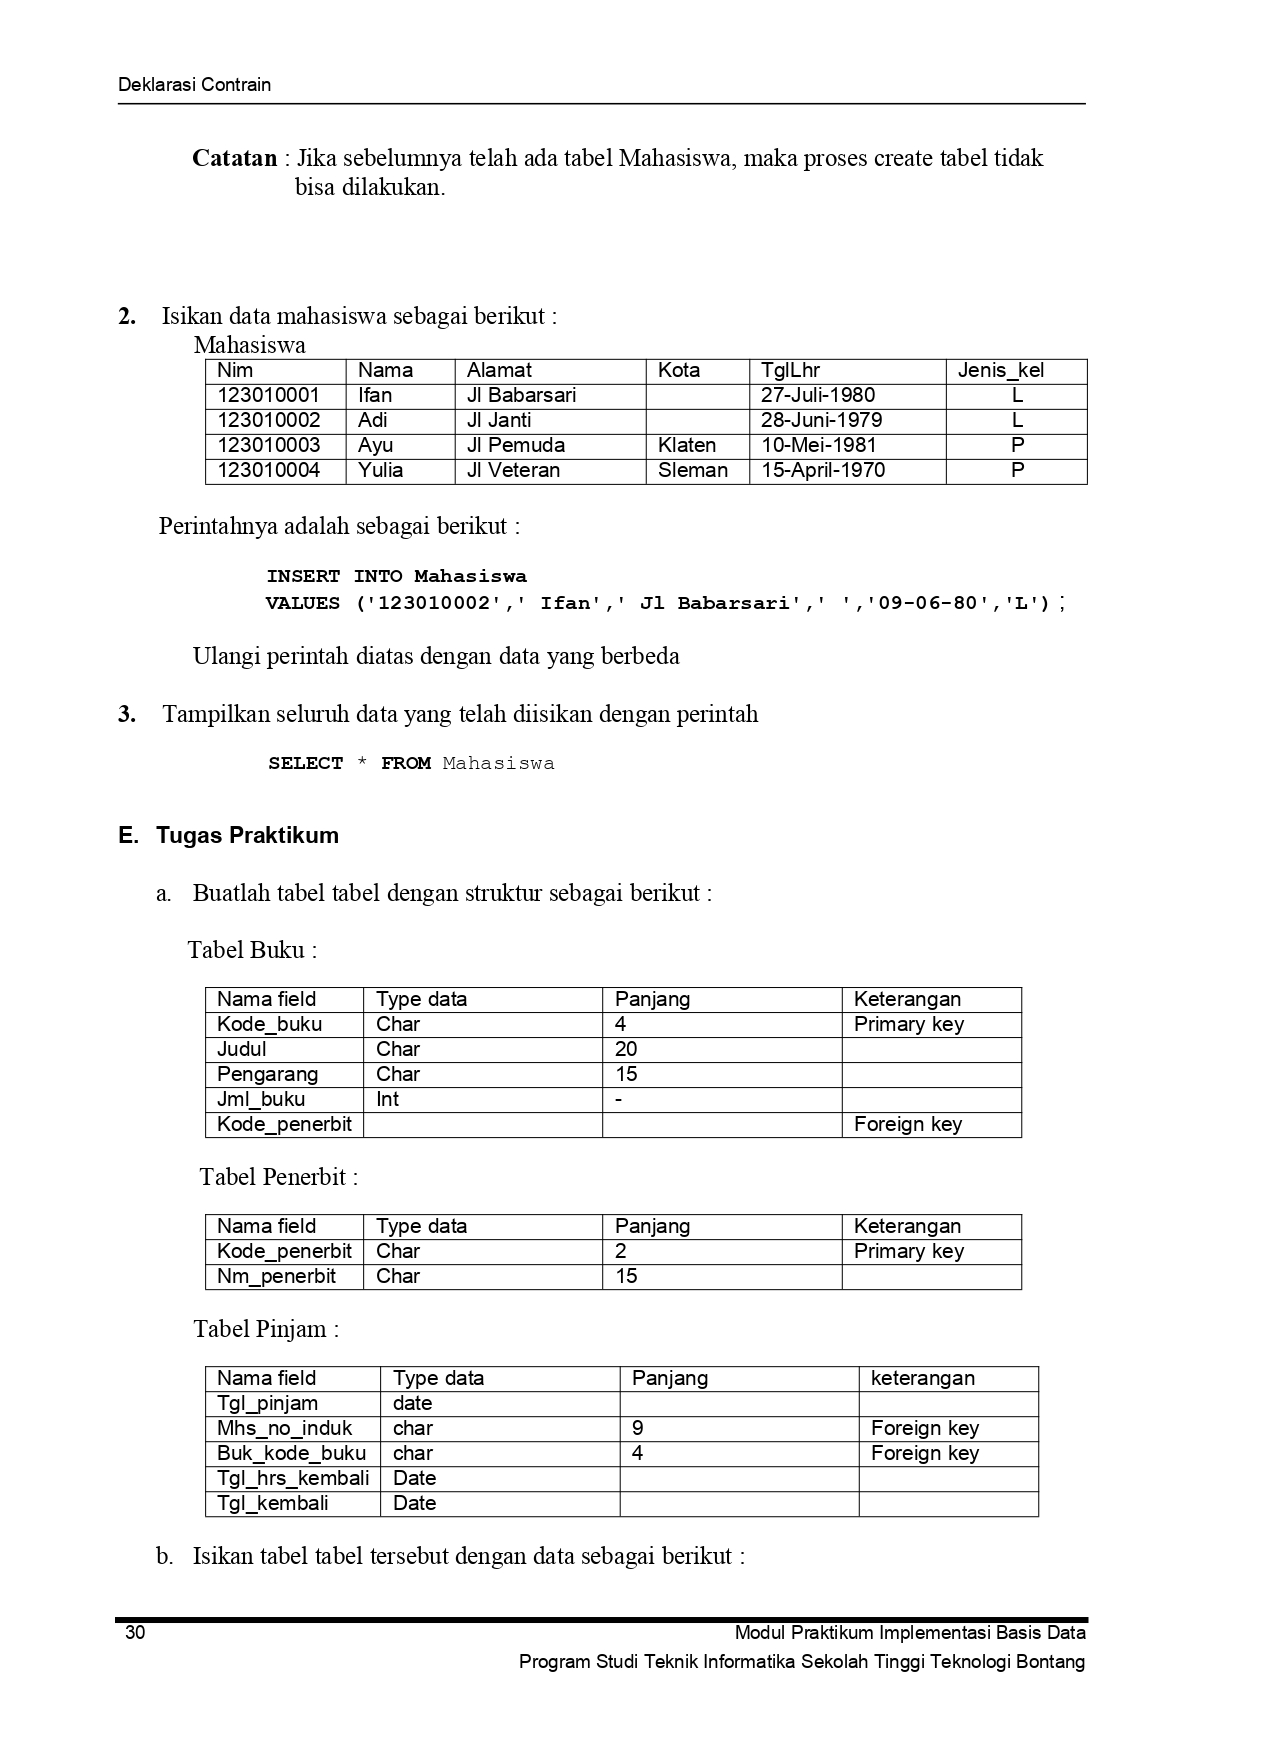 Deklarasi Contrain
Catatan : Jika sebelumnya telah ada tabel Mahasiswa, maka proses create tabel tidak
bisa dilakukan.
2. Isikan data mahasiswa sebagai berikut :
Mahasiswa
Nim Nama Alamat Kota TglLhr Jenis_kel
123010001 Ifan Jl Babarsari 27-Juli-1980 L
123010002 Adi Jl Janti 28-Juni-1979 L
123010003 Ayu Jl Pemuda Klaten 10-Mei-1981 P
123010004 Yulia Jl Veteran Sleman 15-April-1970 P
Perintahnya adalah sebagai berikut :
INSERT INTO Mahasiswa
VALUES ('123010002',' Ifan',' Jl Babarsari',' ','09-06-80','L') ;
Ulangi perintah diatas dengan data yang berbeda
3. Tampilkan seluruh data yang telah diisikan dengan perintah
SELECT * FROM Mahasiswa
E. Tugas Praktikum
a. Buatlah tabel tabel dengan struktur sebagai berikut :
Tabel Buku :
Nama field Type data Panjang Keterangan
Kode_buku Char 4 Primary key
Judul Char 20
Pengarang Char 15
Jml_buku Int -
Kode_penerbit Foreign key
Tabel Penerbit :
Nama field Type data Panjang Keterangan
Kode_penerbit Char 2 Primary key
Nm_penerbit Char 15
Tabel Pinjam :
Nama field Type data Panjang keterangan
Tgl_pinjam date
Mhs_no_induk char 9 Foreign key
Buk_kode_buku char 4 Foreign key
Tgl_hrs_kembali Date
Tgl_kembali Date
b. Isikan tabel tabel tersebut dengan data sebagai berikut :
30 Modul Praktikum Implementasi Basis Data
Program Studi Teknik Informatika Sekolah Tinggi Teknologi Bontang